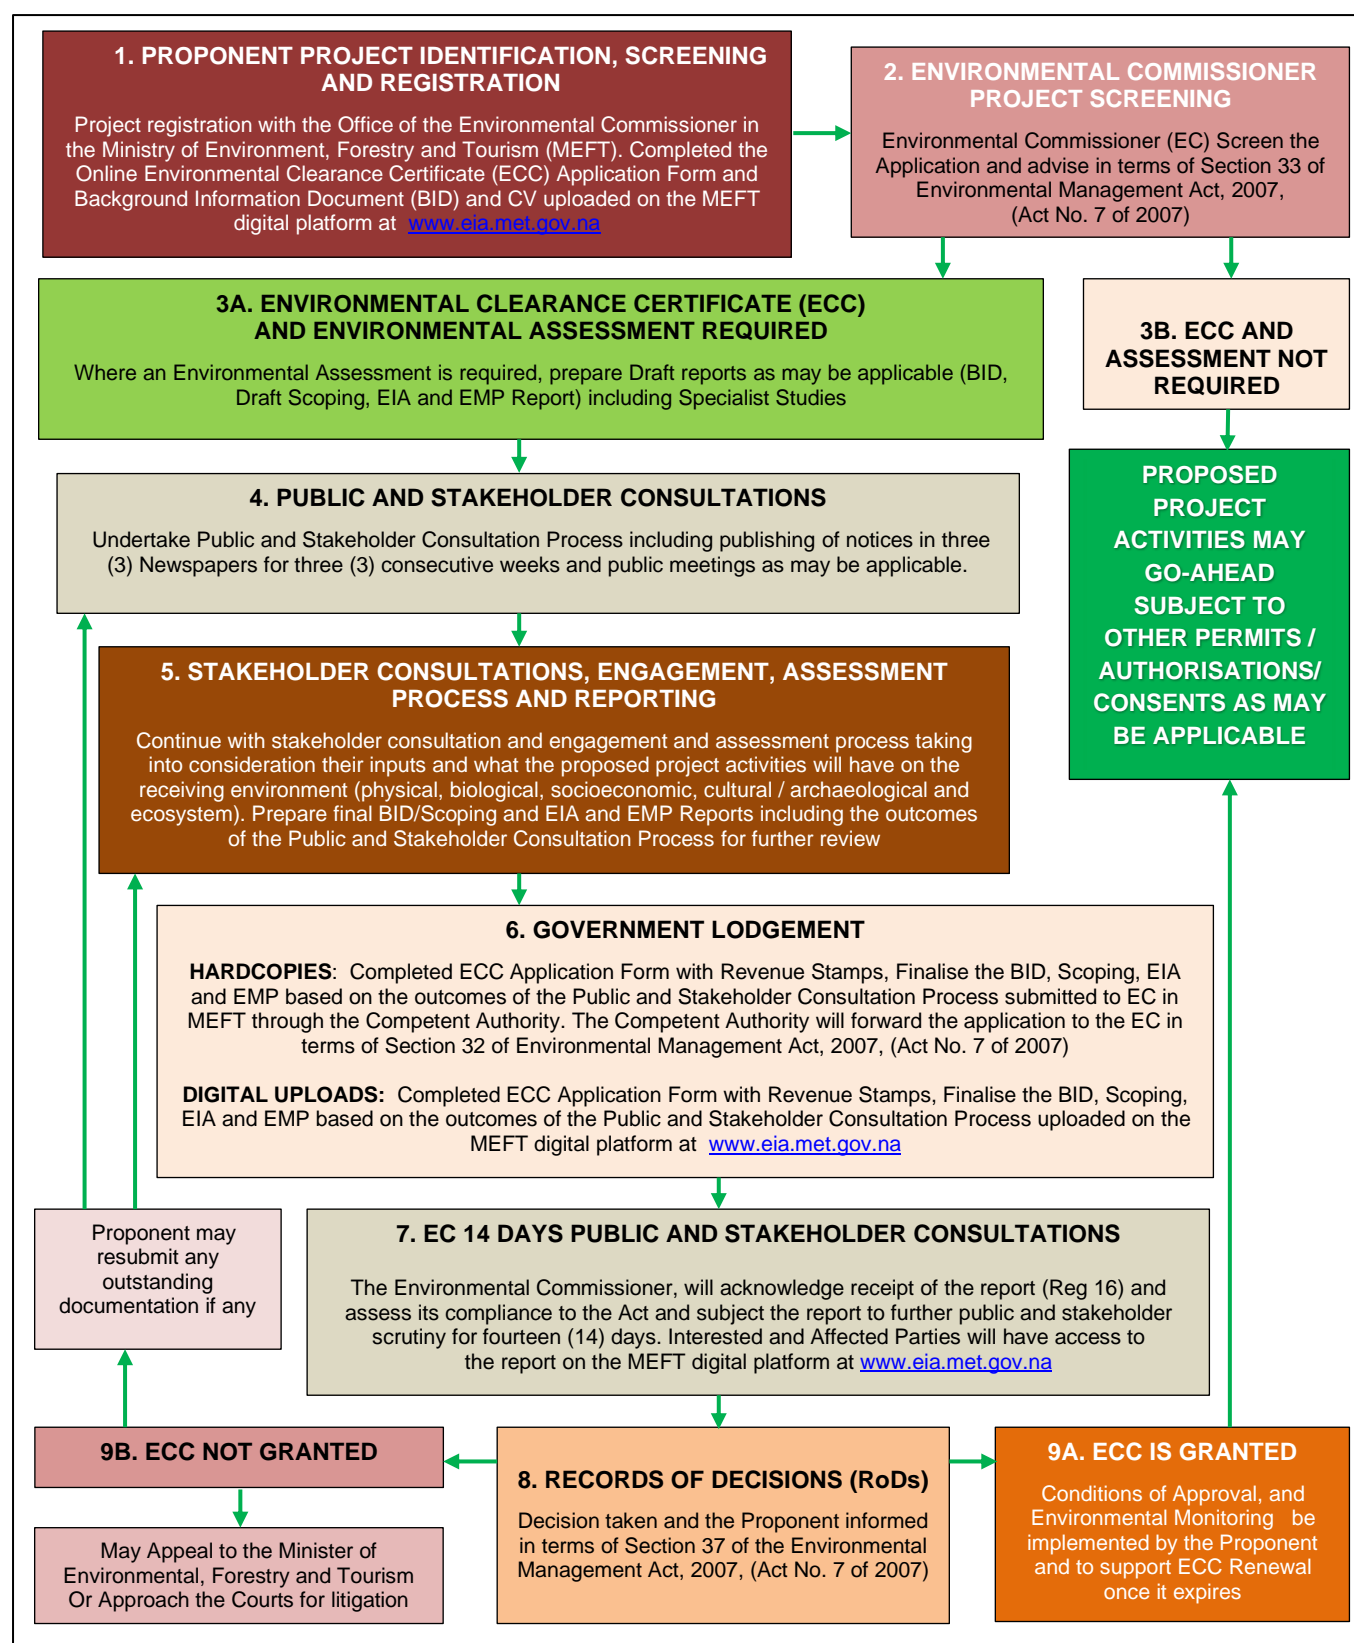 1. PROPONENT PROJECT IDENTIFICATION, SCREENING
AND REGISTRATION
Project registration with the Office of the Environmental Commissioner in
the Ministry of Environment, Forestry and Tourism (MEFT). Completed the
Online Environmental Clearance Certificate (ECC) Application Form and
Background Information Document (BID) and CV uploaded on the MEFT
digital platform at www.eia.met.gov.na
2. ENVIRONMENTAL COMMISSIONER
PROJECT SCREENING
Environmental Commissioner (EC) Screen the
Application and advise in terms of Section 33 of
Environmental Management Act, 2007,
(Act No. 7 of 2007)
3A. ENVIRONMENTAL CLEARANCE CERTIFICATE (ECC)
AND ENVIRONMENTAL ASSESSMENT REQUIRED
Where an Environmental Assessment is required, prepare Draft reports as may be applicable (BID,
Draft Scoping, EIA and EMP Report) including Specialist Studies
3B. ECC AND
ASSESSMENT NOT
REQUIRED
PROPOSED
PROJECT
ACTIVITIES MAY
GO-AHEAD
SUBJECT TO
OTHER PERMITS /
AUTHORISATIONS/
CONSENTS AS MAY
BE APPLICABLE
4. PUBLIC AND STAKEHOLDER CONSULTATIONS
Undertake Public and Stakeholder Consultation Process including publishing of notices in three
(3) Newspapers for three (3) consecutive weeks and public meetings as may be applicable.
5. STAKEHOLDER CONSULTATIONS, ENGAGEMENT, ASSESSMENT
PROCESS AND REPORTING
Continue with stakeholder consultation and engagement and assessment process taking
into consideration their inputs and what the proposed project activities will have on the
receiving environment (physical, biological, socioeconomic, cultural / archaeological and
ecosystem). Prepare final BID/Scoping and EIA and EMP Reports including the outcomes
of the Public and Stakeholder Consultation Process for further review
6. GOVERNMENT LODGEMENT
HARDCOPIES: Completed ECC Application Form with Revenue Stamps, Finalise the BID, Scoping, EIA
and EMP based on the outcomes of the Public and Stakeholder Consultation Process submitted to EC in
MEFT through the Competent Authority. The Competent Authority will forward the application to the EC in
terms of Section 32 of Environmental Management Act, 2007, (Act No. 7 of 2007)
DIGITAL UPLOADS: Completed ECC Application Form with Revenue Stamps, Finalise the BID, Scoping,
EIA and EMP based on the outcomes of the Public and Stakeholder Consultation Process uploaded on the
MEFT digital platform at www.eia.met.gov.na
Proponent may
resubmit any
outstanding
documentation if any
7. EC 14 DAYS PUBLIC AND STAKEHOLDER CONSULTATIONS
The Environmental Commissioner, will acknowledge receipt of the report (Reg 16) and
assess its compliance to the Act and subject the report to further public and stakeholder
scrutiny for fourteen (14) days. Interested and Affected Parties will have access to
the report on the MEFT digital platform at www.eia.met.gov.na
9B. ECC NOT GRANTED
May Appeal to the Minister of
Environmental, Forestry and Tourism
Or Approach the Courts for litigation
8. RECORDS OF DECISIONS (RoDs)
Decision taken and the Proponent informed
in terms of Section 37 of the Environmental
Management Act, 2007, (Act No. 7 of 2007)
9A. ECC IS GRANTED
Conditions of Approval, and
Environmental Monitoring be
implemented by the Proponent
and to support ECC Renewal
once it expires